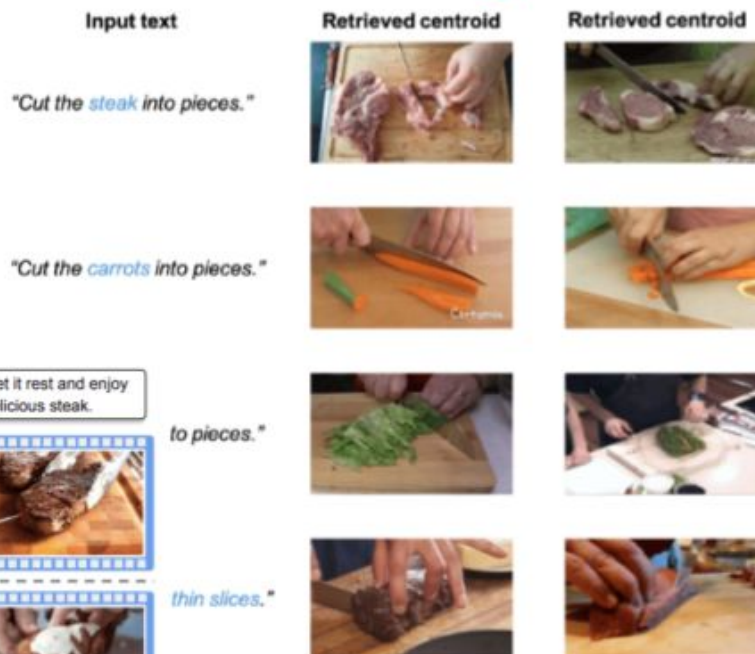 Input text
Retrieved centroid
Retrieved centroid
"Cut the steak into pieces."
"Cut the carrots into pieces."
et it rest and enjoy
licious steak.
to pieces."
thin slices."